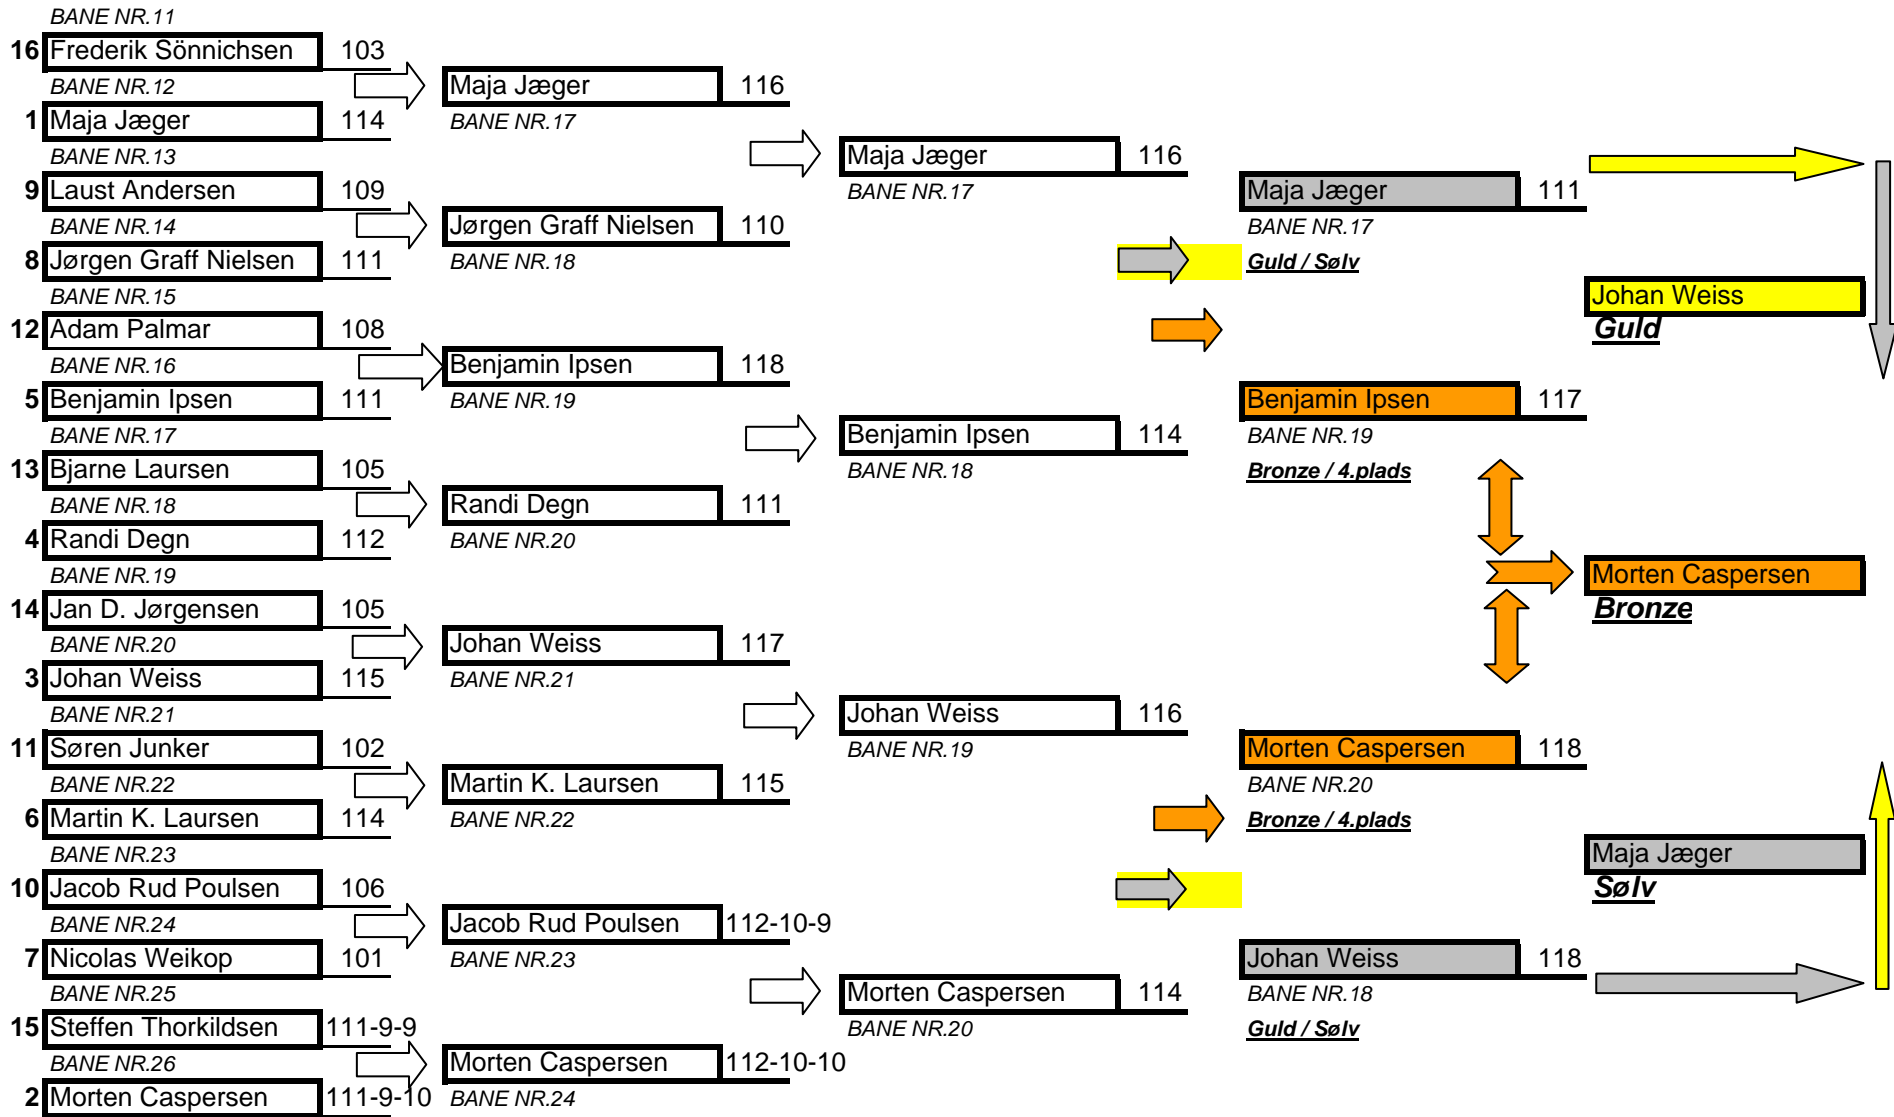 BANE NR.11
16 Frederik Sönnichsen 103
BANE NR.12
1 Maja Jæger 114
BANE NR.13
9 Laust Andersen 109
BANE NR.14
8 Jørgen Graff Nielsen 111
BANE NR.15
12 Adam Palmar 108
BANE NR.16
5 Benjamin Ipsen 111
BANE NR.17
13 Bjarne Laursen 105
BANE NR.18
4 Randi Degn 112
BANE NR.19
14 Jan D. Jørgensen 105
BANE NR.20
3 Johan Weiss 115
BANE NR.21
11 Søren Junker 102
BANE NR.22
6 Martin K. Laursen 114
BANE NR.23
10 Jacob Rud Poulsen 106
BANE NR.24
7 Nicolas Weikop 101
BANE NR.25
15 Steffen Thorkildsen 111-9-9
BANE NR.26
2 Morten Caspersen 111-9-10
Maja Jæger 116
BANE NR.17
Jørgen Graff Nielsen 110
BANE NR.18
Benjamin Ipsen 118
BANE NR.19
Randi Degn 111
BANE NR.20
Johan Weiss 117
BANE NR.21
Martin K. Laursen 115
BANE NR.22
Jacob Rud Poulsen 112-10-9
BANE NR.23
Morten Caspersen 112-10-10
BANE NR.24
Maja Jæger 116
BANE NR.17
Benjamin Ipsen 114
BANE NR.18
Johan Weiss 116
BANE NR.19
Morten Caspersen 114
BANE NR.20
Maja Jæger 111
BANE NR.17
Guld / Sølv
Benjamin Ipsen 117
BANE NR.19
Bronze / 4.plads
Morten Caspersen 118
BANE NR.20
Bronze / 4.plads
Johan Weiss 118
BANE NR.18
Guld / Sølv
Johan Weiss
Guld
Morten Caspersen
Bronze
Maja Jæger
Sølv